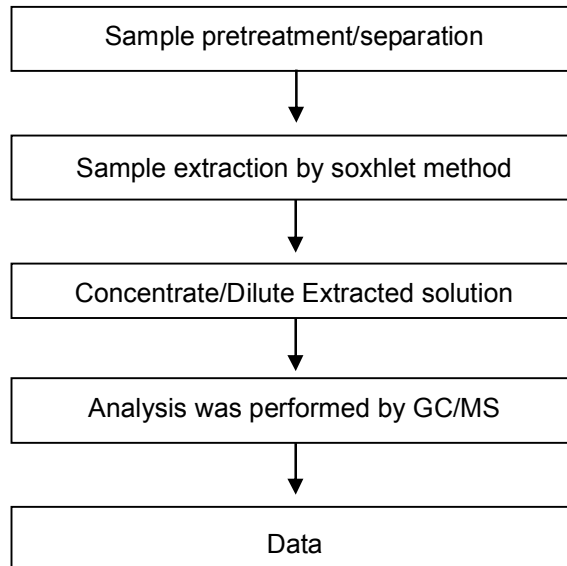 Sample pretreatment/separation
Sample extraction by soxhlet method
Concentrate/Dilute Extracted solution
Analysis was performed by GC/MS
Data